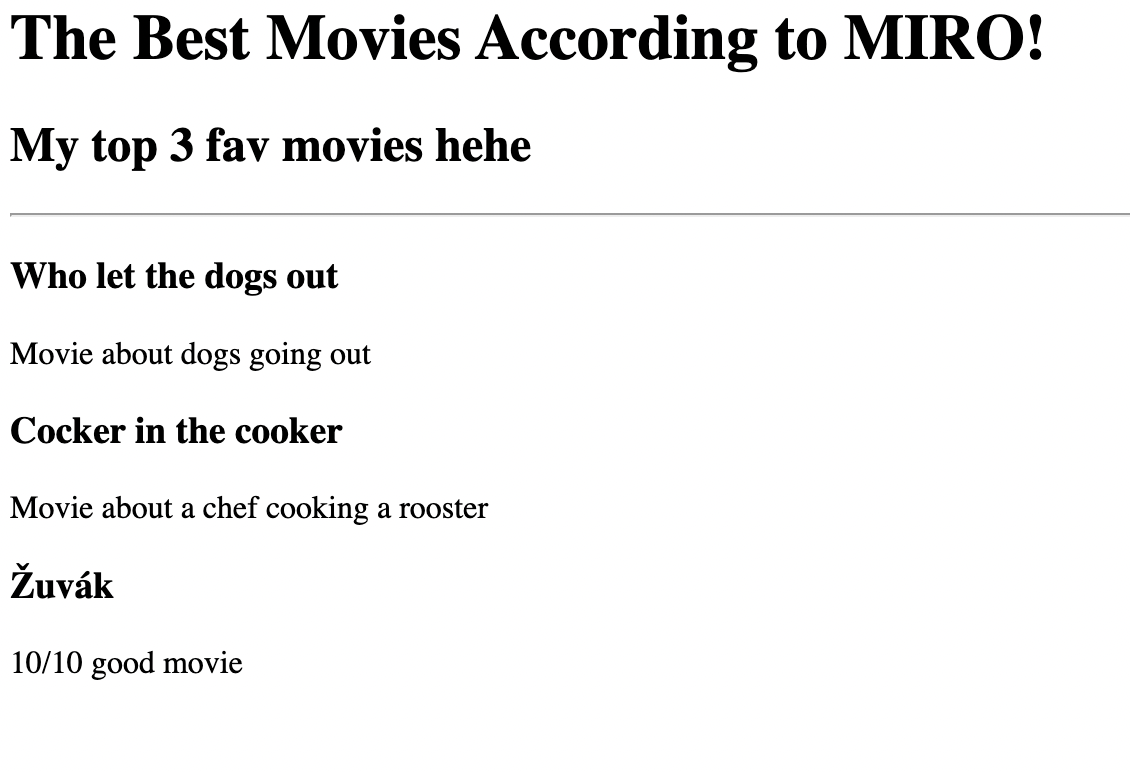 The Best Movies According to MIRO!
My top 3 fav movies hehe
Who let the dogs out
Movie about dogs going out
Cocker in the cooker
Movie about a chef cooking a rooster
Žuvák
10/10 good movie